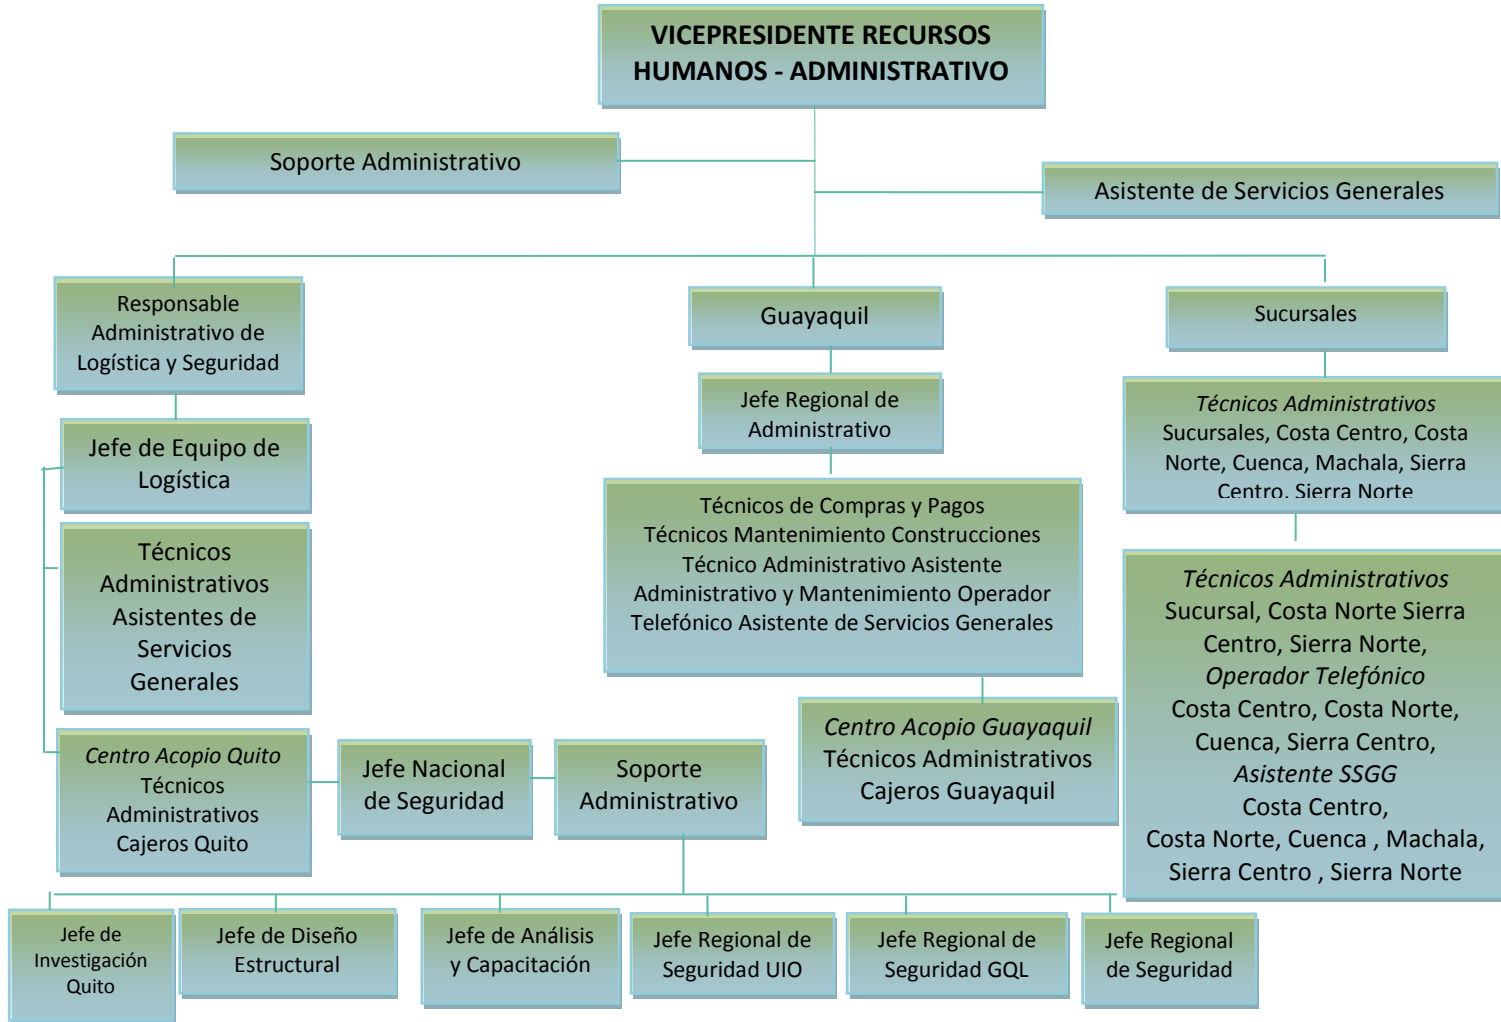 VICEPRESIDENTE RECURSOS
HUMANOS - ADMINISTRATIVO
Soporte Administrativo
Asistente de Servicios Generales
Responsable
Administrativo de
Logística y Seguridad
Guayaquil
Sucursales
Jefe de Equipo de
Logística
Jefe Regional de
Administrativo
Técnicos Administrativos
Sucursales, Costa Centro, Costa
Norte, Cuenca, Machala, Sierra
Centro, Sierra Norte
Técnicos
Administrativos
Asistentes de
Servicios
Generales
Técnicos de Compras y Pagos
Técnicos Mantenimiento Construcciones
Técnico Administrativo Asistente
Administrativo y Mantenimiento Operador
Telefónico Asistente de Servicios Generales
Técnicos Administrativos
Sucursal, Costa Norte Sierra
Centro, Sierra Norte,
Operador Telefónico
Costa Centro, Costa Norte,
Cuenca, Sierra Centro,
Asistente SSGG
Costa Centro,
Costa Norte, Cuenca , Machala,
Sierra Centro , Sierra Norte
Centro Acopio Quito
Técnicos
Administrativos
Cajeros Quito
Jefe Nacional
de Seguridad
Soporte
Administrativo
Centro Acopio Guayaquil
Técnicos Administrativos
Cajeros Guayaquil
Jefe de
Investigación
Quito
Jefe de Diseño
Estructural
Jefe de Análisis
y Capacitación
Jefe Regional de
Seguridad UIO
Jefe Regional de
Seguridad GQL
Jefe Regional
de Seguridad